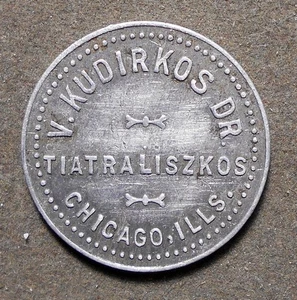 V. KUDIRKOS DR.
TIATRALISZKOS.
CHICAGO, ILLS.